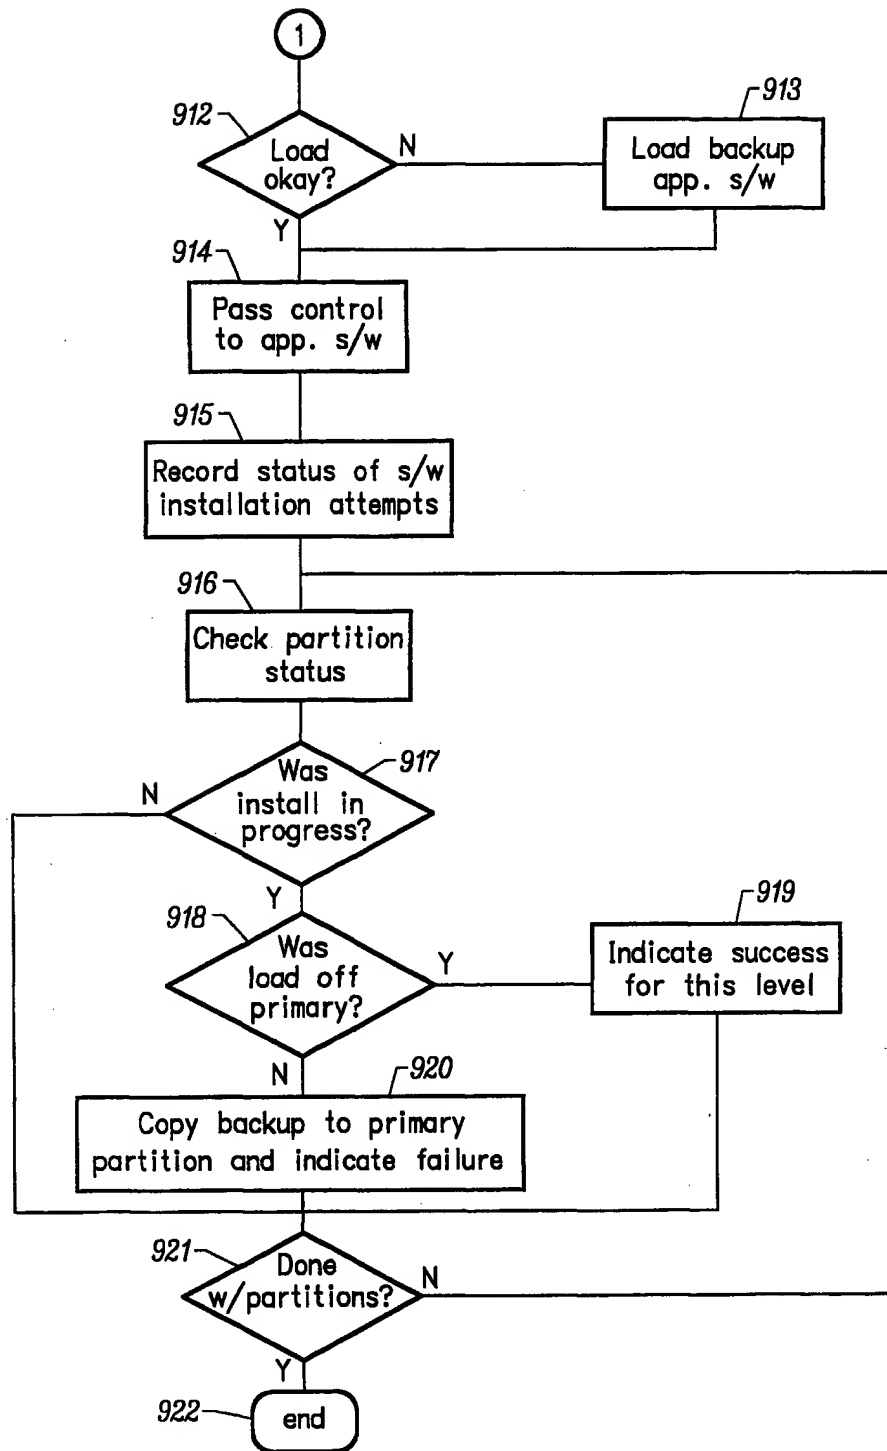 1
912
Load
okay?
N
Y
913
Load backup
app. s/w
914
Pass control
to app. s/w
915
Record status of s/w
installation attempts
916
Check partition
status
917
Was
install in
progress?
N
Y
918
Was
load off
primary?
Y
N
919
Indicate success
for this level
920
Copy backup to primary
partition and indicate failure
921
Done
w/partitions?
N
Y
922
end